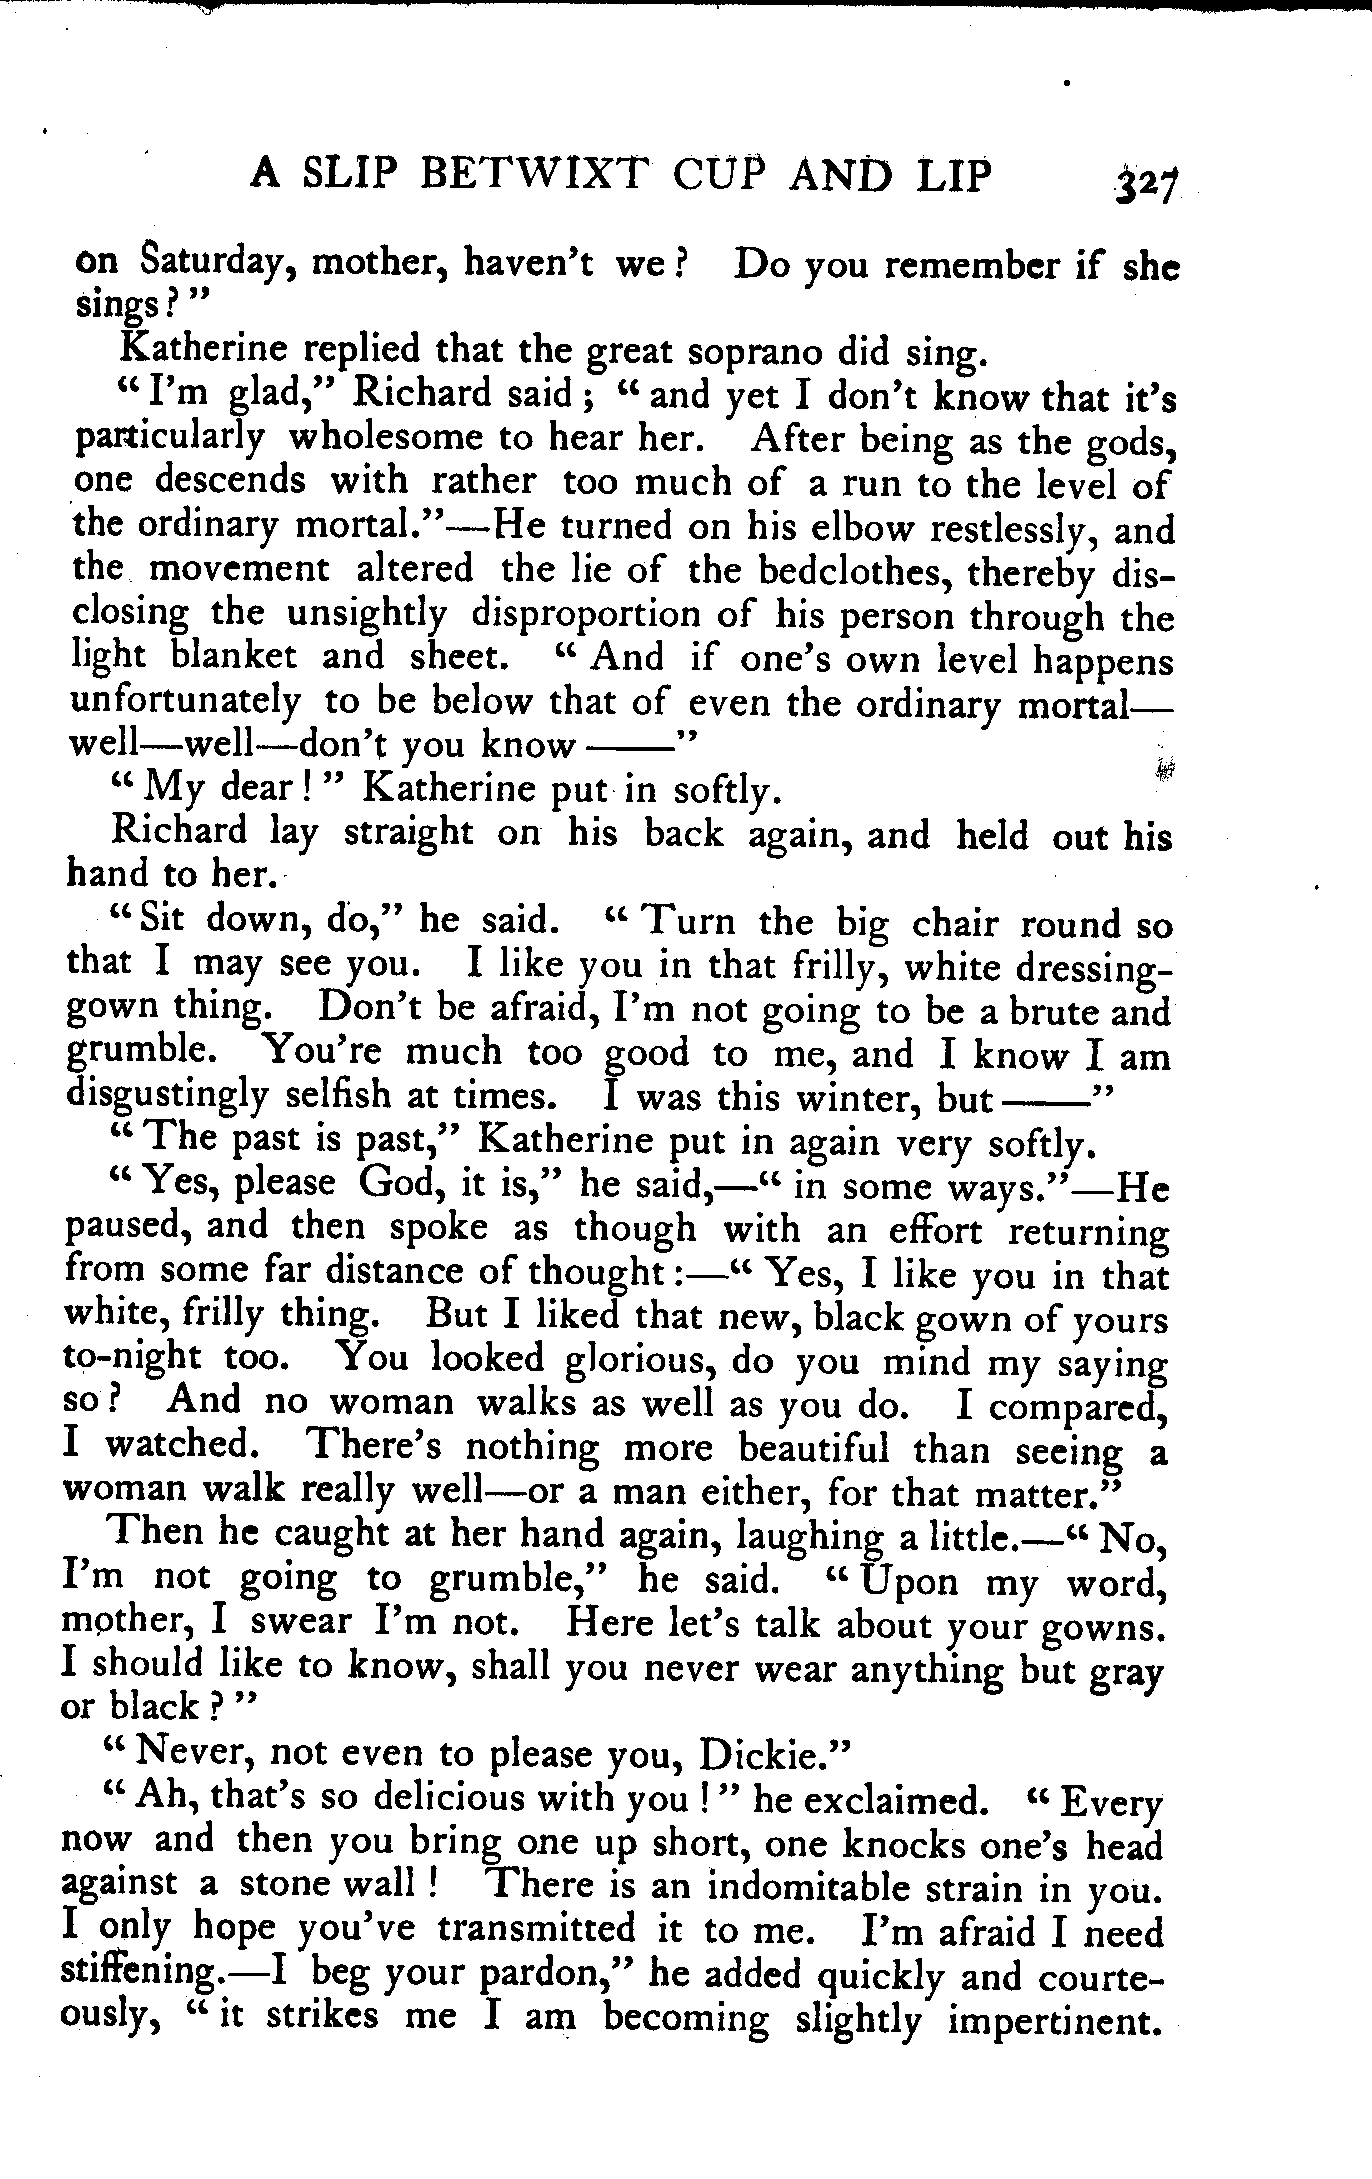 A SLIP BETWIXT CUP AND LIP 327
on Saturday, mother, haven't we? Do you remember if she
sings?"
Katherine replied that the great soprano did sing.
"I'm glad," Richard said; "and yet I don't know that it's
particularly wholesome to hear her. After being as the gods,
one descends with rather too much of a run to the level of
the ordinary mortal."—He turned on his elbow restlessly, and
the movement altered the lie of the bedclothes, thereby dis-
closing the unsightly disproportion of his person through the
light blanket and sheet. "And if one's own level happens
unfortunately to be below that of even the ordinary mortal—
well—well—don't you know——"
"My dear!" Katherine put in softly.
Richard lay straight on his back again, and held out his
hand to her.
"Sit down, do," he said. "Turn the big chair round so
that I may see you. I like you in that frilly, white dressing-
gown thing. Don't be afraid, I'm not going to be a brute and
grumble. You're much too good to me, and I know I am
disgustingly selfish at times. I was this winter, but——"
"The past is past," Katherine put in again very softly.
"Yes, please God, it is," he said,—"in some ways."—He
paused, and then spoke as though with an effort returning
from some far distance of thought:—"Yes, I like you in that
white, frilly thing. But I liked that new, black gown of yours
to-night too. You looked glorious, do you mind my saying
so? And no woman walks as well as you do. I compared,
I watched. There's nothing more beautiful than seeing a
woman walk really well—or a man either, for that matter."
Then he caught at her hand again, laughing a little.—"No,
I'm not going to grumble," he said. "Upon my word,
mother, I swear I'm not. Here let's talk about your gowns.
I should like to know, shall you never wear anything but gray
or black?"
"Never, not even to please you, Dickie."
"Ah, that's so delicious with you!" he exclaimed. "Every
now and then you bring one up short, one knocks one's head
against a stone wall! There is an indomitable strain in you.
I only hope you've transmitted it to me. I'm afraid I need
stiffening.—I beg your pardon," he added quickly and courte-
ously, "it strikes me I am becoming slightly impertinent.